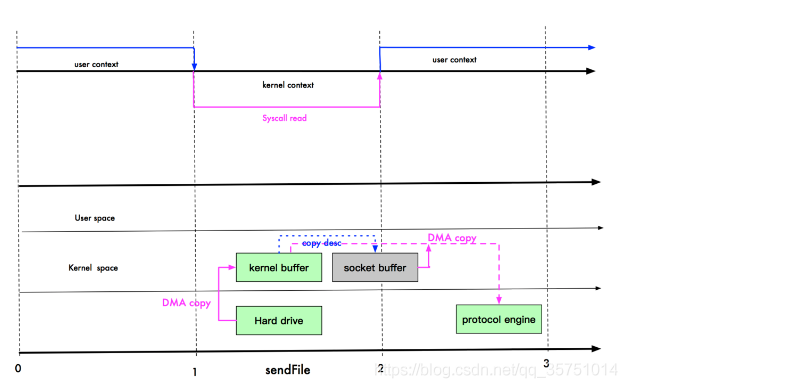 user context
user context
kernel context
Syscall read
User space
copy desc
DMA copy
Kernel space
kernel buffer
socket buffer
DMA copy
Hard drive
protocol engine
0
1
sendFile
2
3
https://blog.csdn.net/qq_35751014